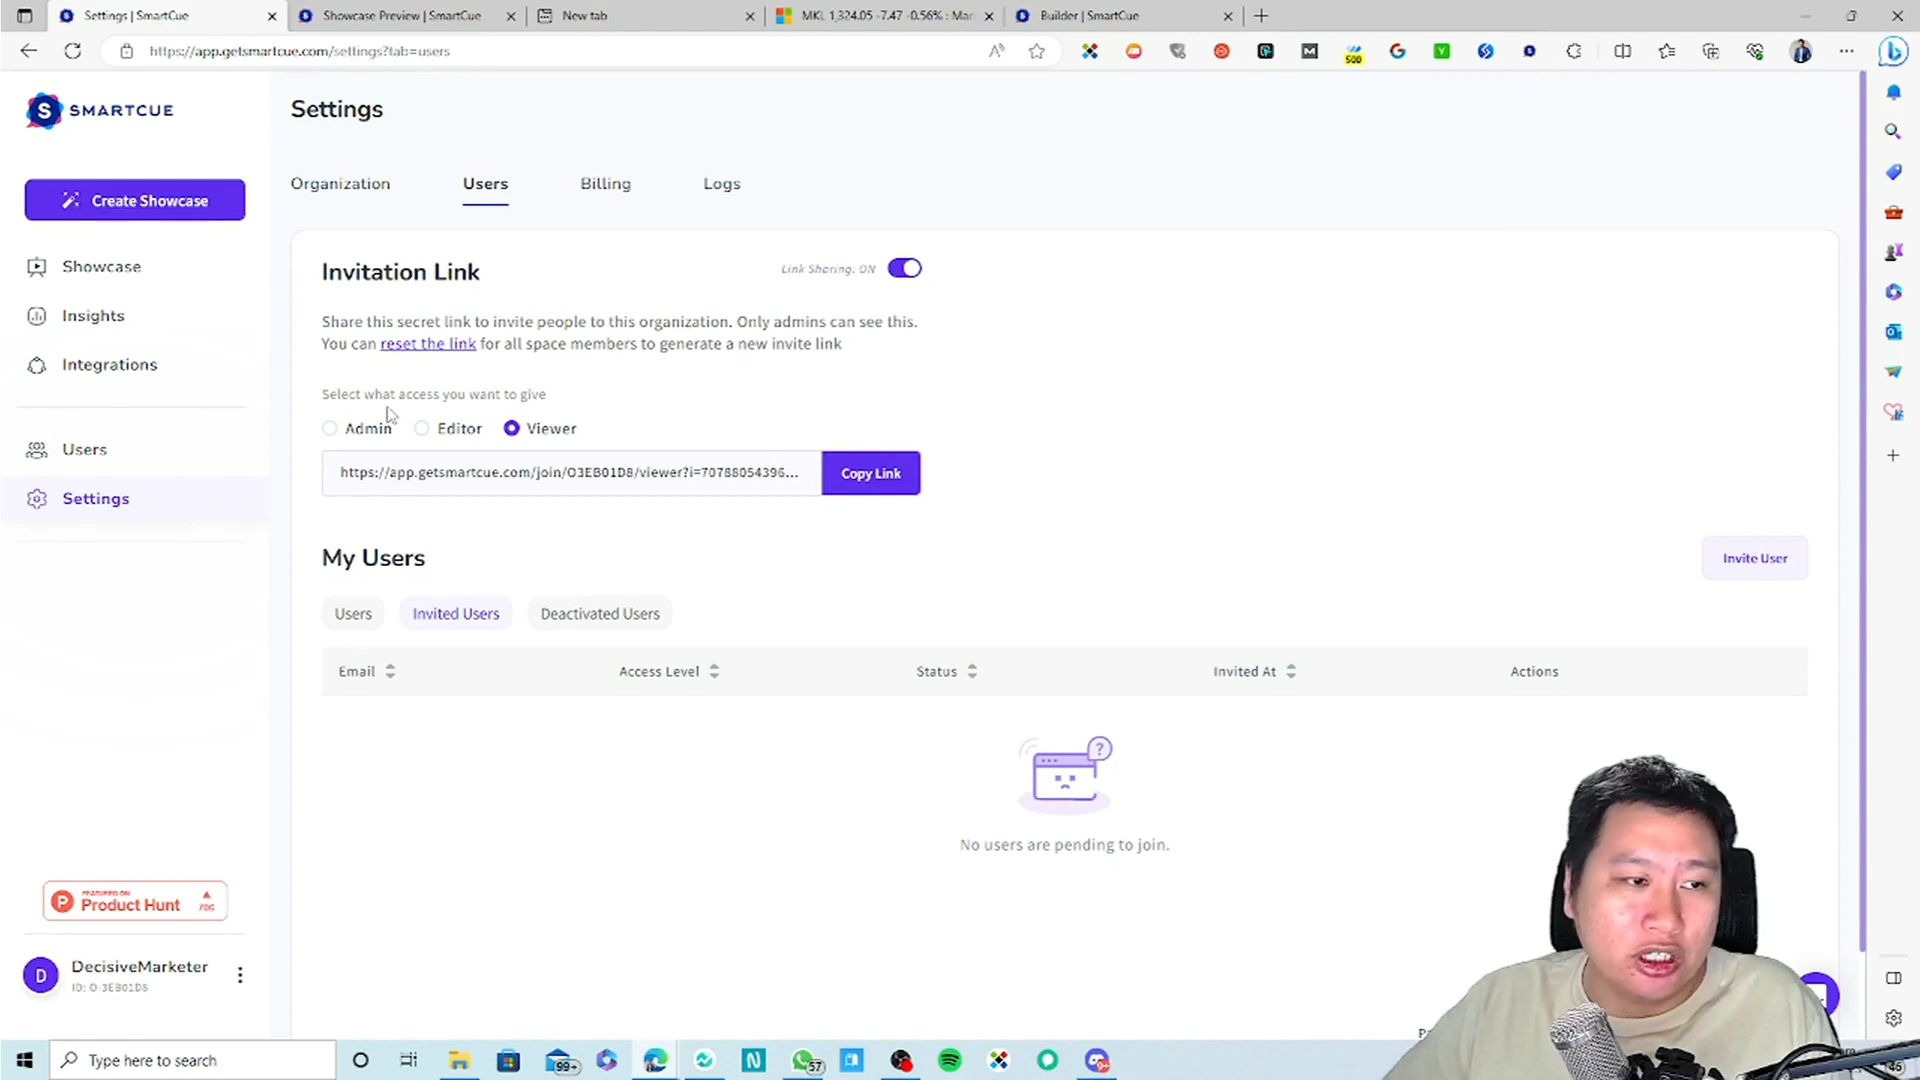 Settings | SmartCue
Showcase Preview | SmartCue
New tab
MKL 1,324.05 -7.47 -0.56% : Mar
Builder | SmartCue
https://app.getsmartcue.com/settings?tab=users
500
SMARTCUE
Settings
Organization
Users
Billing
Logs
Create Showcase
Showcase
Insights
Integrations
Users
Settings
Invitation Link
Link Sharing: ON
Share this secret link to invite people to this organization. Only admins can see this.
You can reset the link for all space members to generate a new invite link
Select what access you want to give
Admin
Editor
Viewer
https://app.getsmartcue.com/join/O3EB01D8/viewer?i=70788054396...
Copy Link
My Users
Invite User
Users
Invited Users
Deactivated Users
Email
Access Level
Status
Invited At
Actions
No users are pending to join.
FEATURED ON
Product Hunt
DecisiveMarketer
ID: O-3EB01D8
Type here to search
99+
57